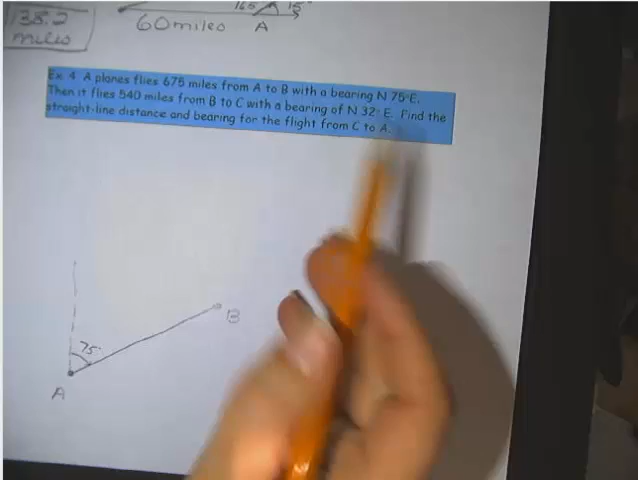 138.2
miles
165° 15°
60 miles A
Ex. 4 A planes flies 675 miles from A to B with a bearing N 75° E.
Then it flies 540 miles from B to C with a bearing of N 32° E. Find the
straight-line distance and bearing for the flight from C to A.
B
75°
A